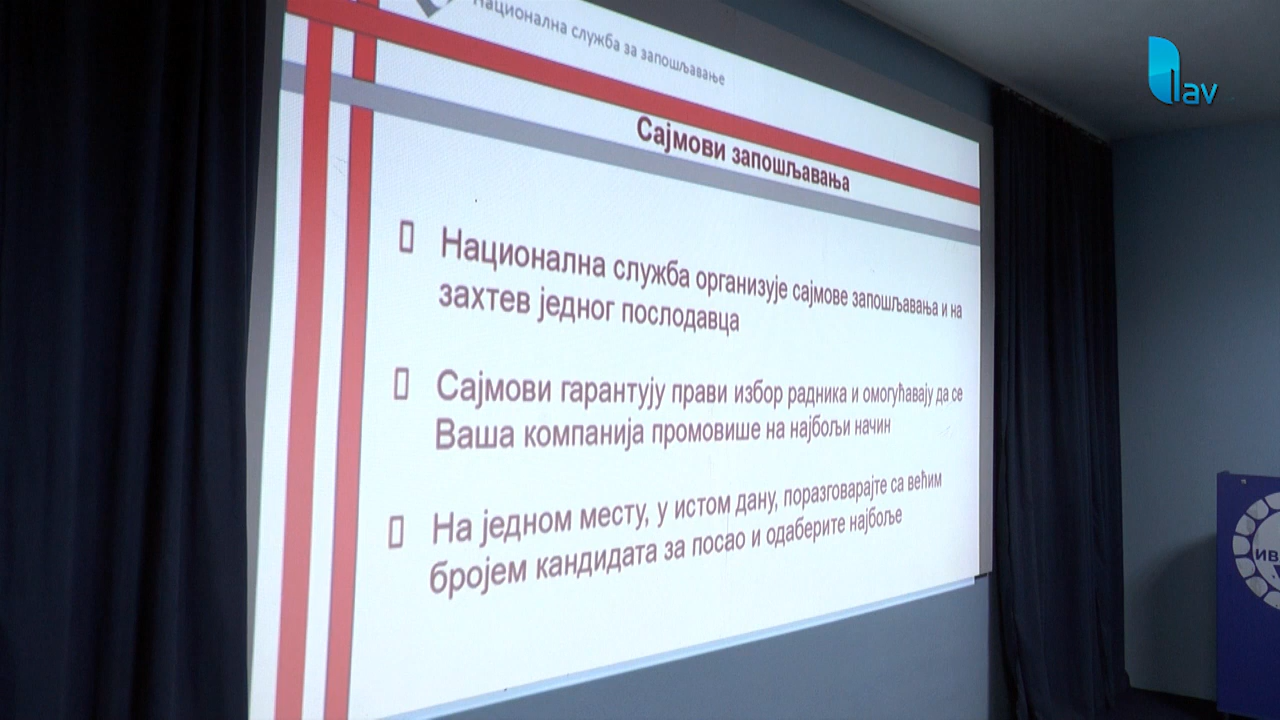 Национална служба за запошљавање
lav
Сајмови запошљавања
Национална служба организује сајмове запошљавања и на
захтев једног послодавца
Сајмови гарантују прави избор радника и омогућавају да се
Ваша компанија промовише на најбољи начин
На једном месту, у истом дану, поразговарајте са већим
бројем кандидата за посао и одаберите најбоље